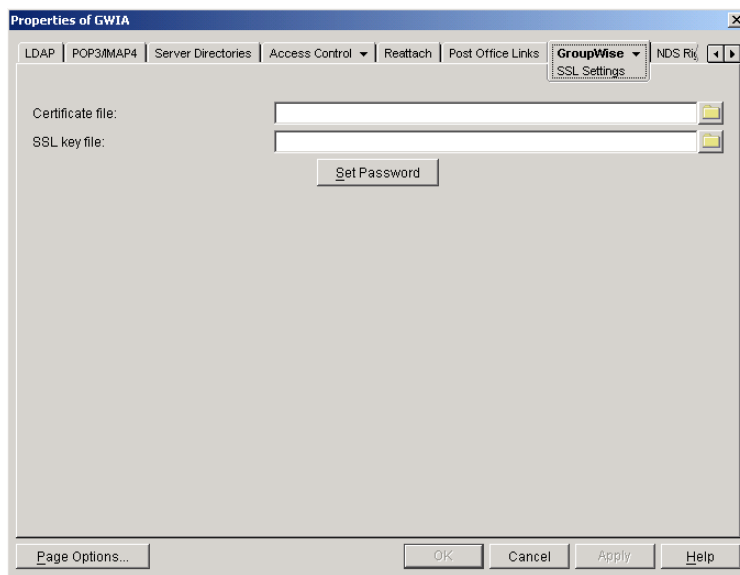 Properties of GWIA
LDAP POP3/IMAP4 Server Directories Access Control Reattach Post Office Links GroupWise NDS
SSL Settings
Certificate file:
SSL key file:
Set Password
Page Options... OK Cancel Apply Help